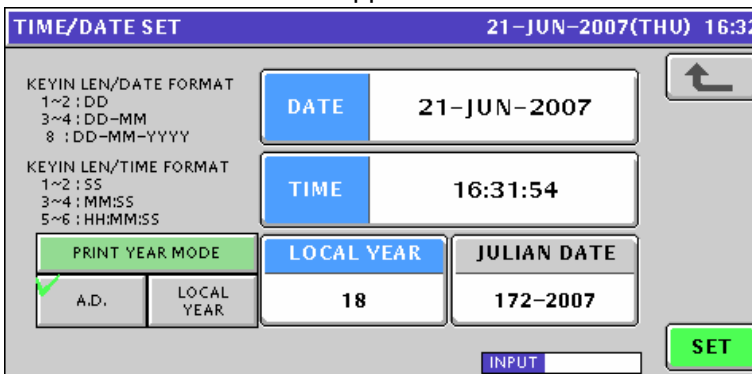 TIME/DATE SET 21-JUN-2007(THU) 16:32
KEYIN LEN/DATE FORMAT
1~2 : DD
3~4 : DD-MM
8 : DD-MM-YYYY
DATE 21-JUN-2007
KEYIN LEN/TIME FORMAT
1~2 : SS
3~4 : MM:SS
5~6 : HH:MM:SS
TIME 16:31:54
PRINT YEAR MODE
A.D.
LOCAL
YEAR
LOCAL YEAR
18
JULIAN DATE
172-2007
INPUT
SET